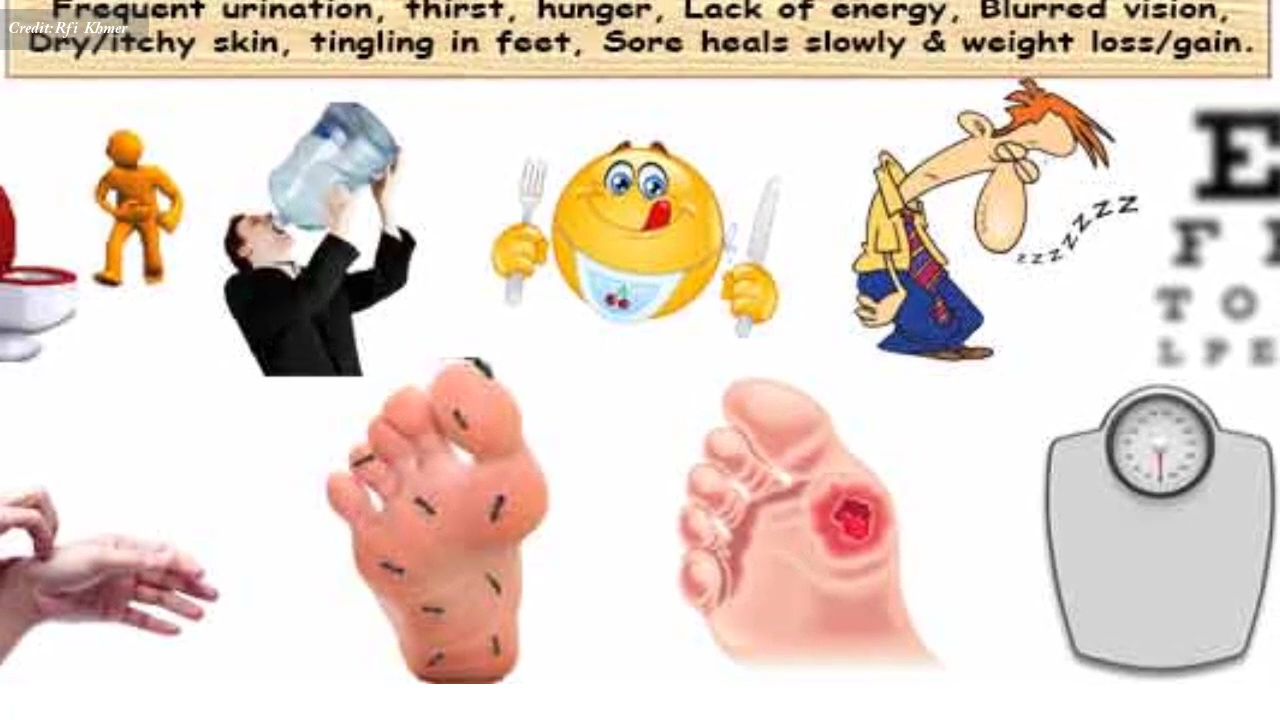 Frequent urination, thirst, hunger, Lack of energy, Blurred vision,
Credit: Rfi Khmer
Dry/Itchy skin, tingling in feet, Sore heals slowly & weight loss/gain.
zzzzzzz
E
F
T O
L P E